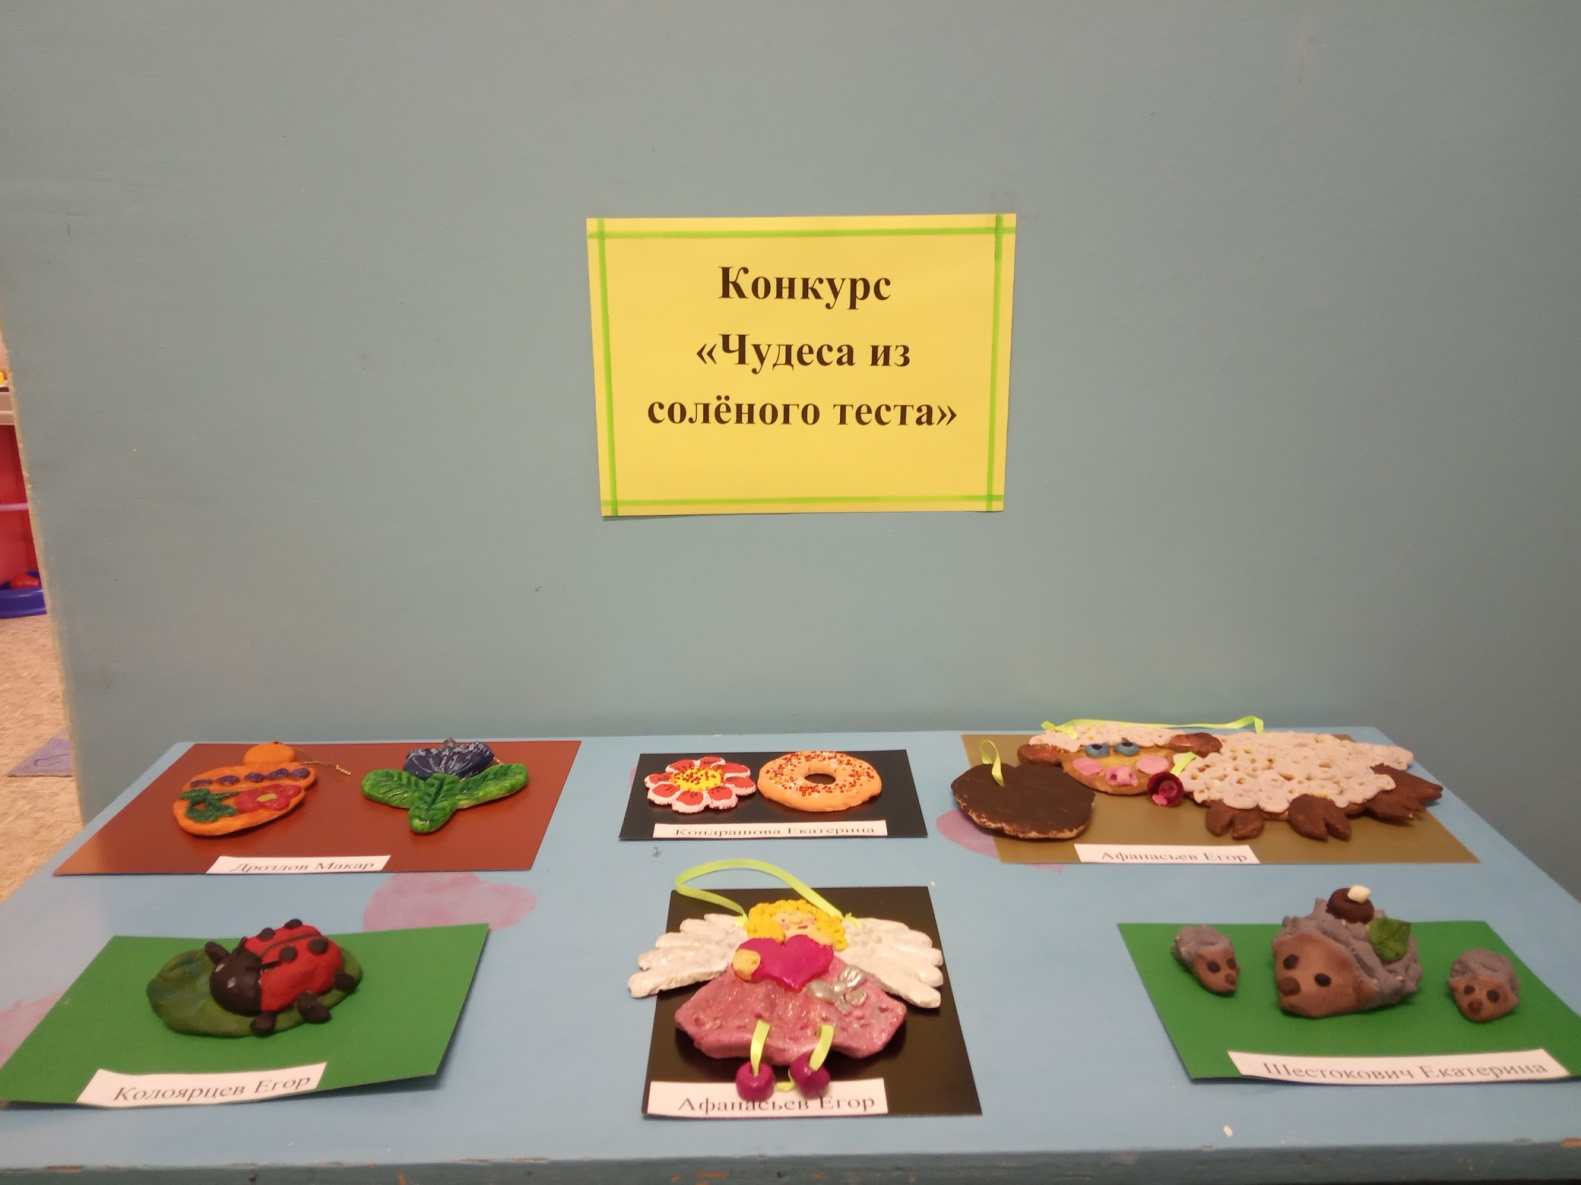 Конкурс
«Чудеса из
солёного теста»
Дроздов Макар
Кондрашова Екатерина
Афанасьев Егор
Колоярцев Егор
Афанасьев Егор
Шестокович Екатерина